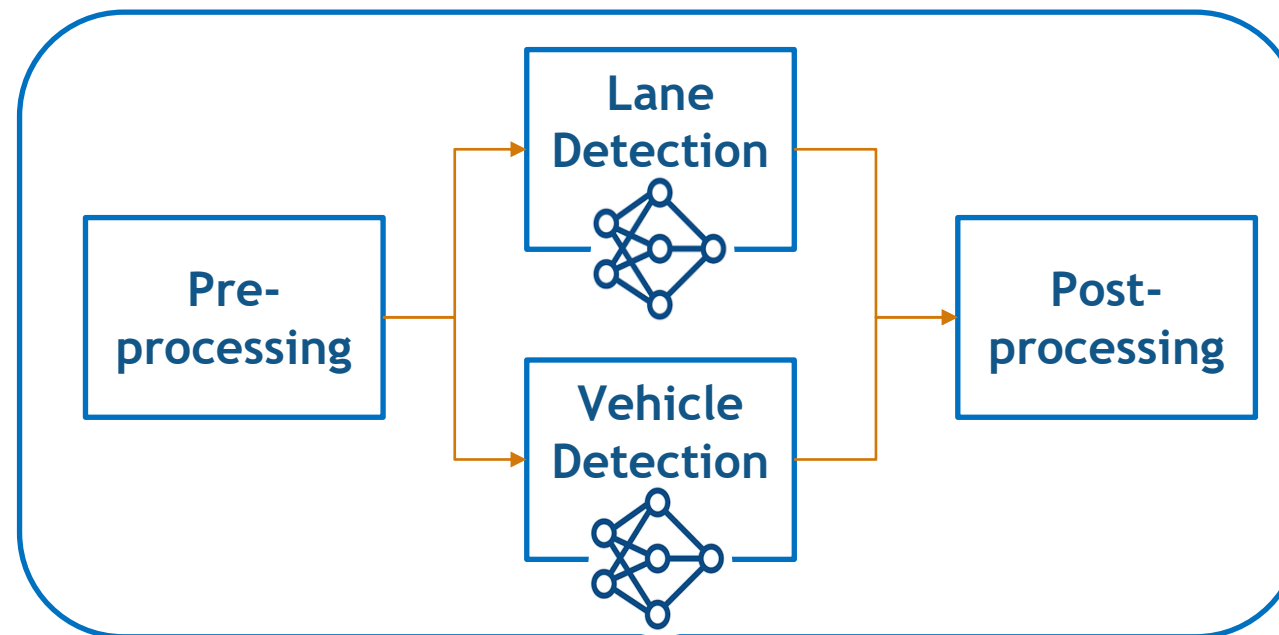 Lane
Detection
Pre-
processing
Vehicle
Detection
Post-
processing